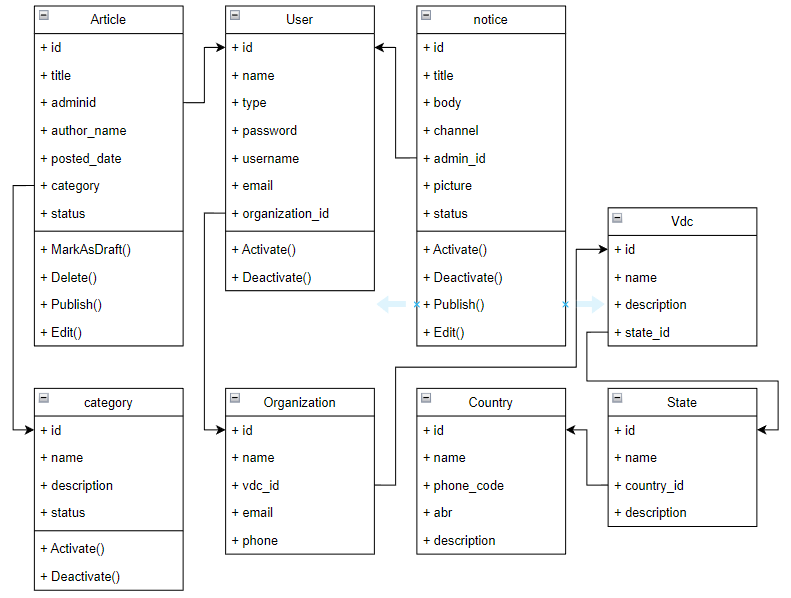 Article
+ id
+ title
+ adminid
+ author_name
+ posted_date
+ category
+ status
+ MarkAsDraft()
+ Delete()
+ Publish()
+ Edit()
User
+ id
+ name
+ type
+ password
+ username
+ email
+ organization_id
+ Activate()
+ Deactivate()
notice
+ id
+ title
+ body
+ channel
+ admin_id
+ picture
+ status
+ Activate()
+ Deactivate()
+ Publish()
+ Edit()
Vdc
+ id
+ name
+ description
+ state_id
category
+ id
+ name
+ description
+ status
+ Activate()
+ Deactivate()
Organization
+ id
+ name
+ vdc_id
+ email
+ phone
Country
+ id
+ name
+ phone_code
+ abr
+ description
State
+ id
+ name
+ country_id
+ description